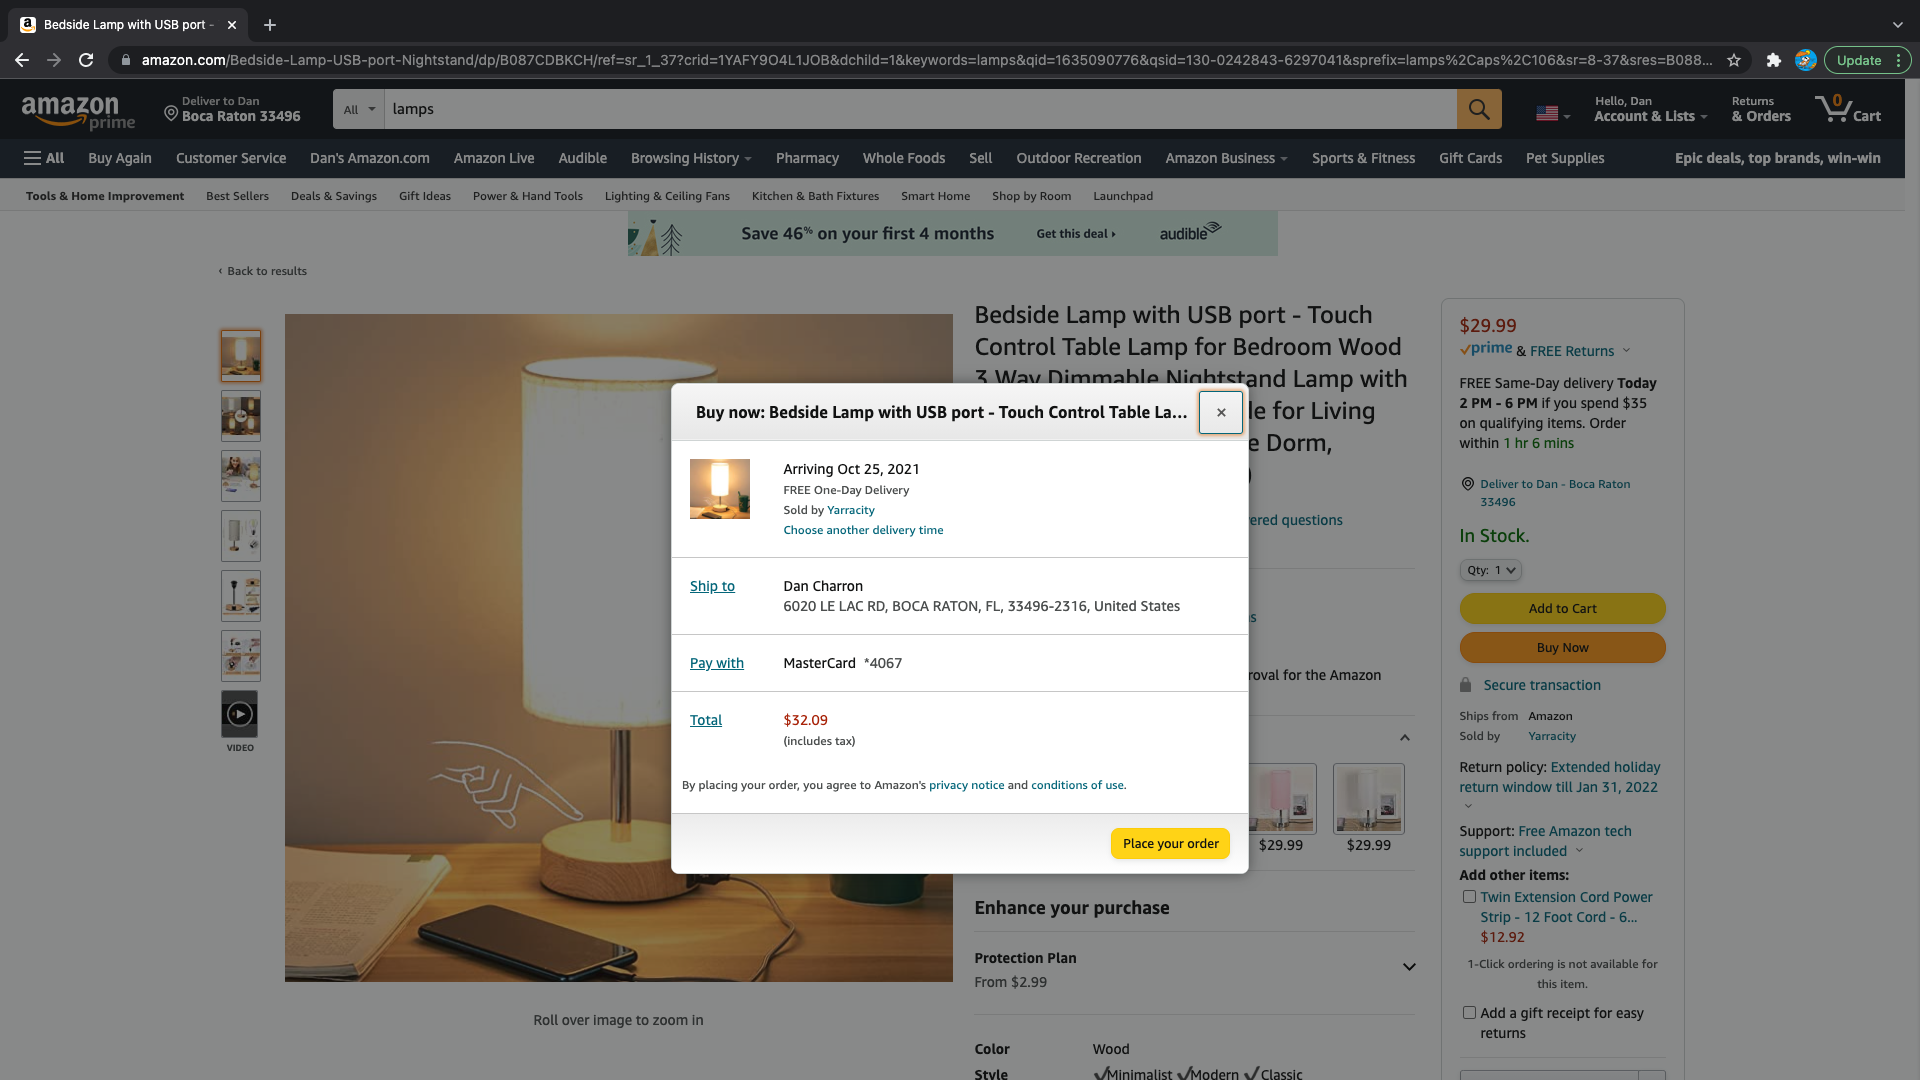 Bedside Lamp with USB port -
amazon.com/Bedside-Lamp-USB-port-Nightstand/dp/B087CDBKCH/ref=sr_1_37?crid=1YAFY9O4L1JOB&dchild=1&keywords=lamps&qid=1635090776&qsid=130-0242843-6297041&sprefix=lamps%2Caps%2C106&sr=8-37&sres=B088...
Update
amazon prime
Deliver to Dan
Boca Raton 33496
All
lamps
Hello, Dan
Account & Lists
Returns
& Orders
0
Cart
All
Buy Again
Customer Service
Dan's Amazon.com
Amazon Live
Audible
Browsing History
Pharmacy
Whole Foods
Sell
Outdoor Recreation
Amazon Business
Sports & Fitness
Gift Cards
Pet Supplies
Epic deals, top brands, win-win
Tools & Home Improvement
Best Sellers
Deals & Savings
Gift Ideas
Power & Hand Tools
Lighting & Ceiling Fans
Kitchen & Bath Fixtures
Smart Home
Shop by Room
Launchpad
Save 46% on your first 4 months
Get this deal ›
audible
‹ Back to results
VIDEO
Roll over image to zoom in
Bedside Lamp with USB port - Touch
Control Table Lamp for Bedroom Wood
3 Way Dimmable Nightstand Lamp with
le for Living
e Dorm,
)
ered questions
s
roval for the Amazon
$29.99
$29.99
Buy now: Bedside Lamp with USB port - Touch Control Table La...
×
Arriving Oct 25, 2021
FREE One-Day Delivery
Sold by Yarracity
Choose another delivery time
Ship to
Dan Charron
6020 LE LAC RD, BOCA RATON, FL, 33496-2316, United States
Pay with
MasterCard *4067
Total
$32.09
(includes tax)
By placing your order, you agree to Amazon's privacy notice and conditions of use.
Place your order
Enhance your purchase
Protection Plan
From $2.99
Color
Wood
Style
✓Minimalist ✓Modern ✓Classic
$29.99
prime & FREE Returns
FREE Same-Day delivery Today
2 PM - 6 PM if you spend $35
on qualifying items. Order
within 1 hr 6 mins
Deliver to Dan - Boca Raton
33496
In Stock.
Qty: 1
Add to Cart
Buy Now
Secure transaction
Ships from Amazon
Sold by Yarracity
Return policy: Extended holiday
return window till Jan 31, 2022
Support: Free Amazon tech
support included
Add other items:
Twin Extension Cord Power
Strip - 12 Foot Cord - 6...
$12.92
1-Click ordering is not available for
this item.
Add a gift receipt for easy
returns